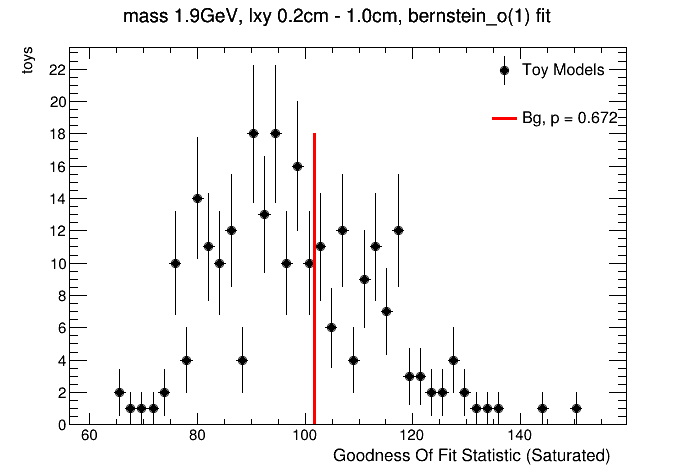 mass 1.9GeV, lxy 0.2cm - 1.0cm, bernstein_o(1) fit
toys
Toy Models
Bg, p = 0.672
22
20
18
16
14
12
10
8
6
4
2
0
60 80 100 120 140
Goodness Of Fit Statistic (Saturated)